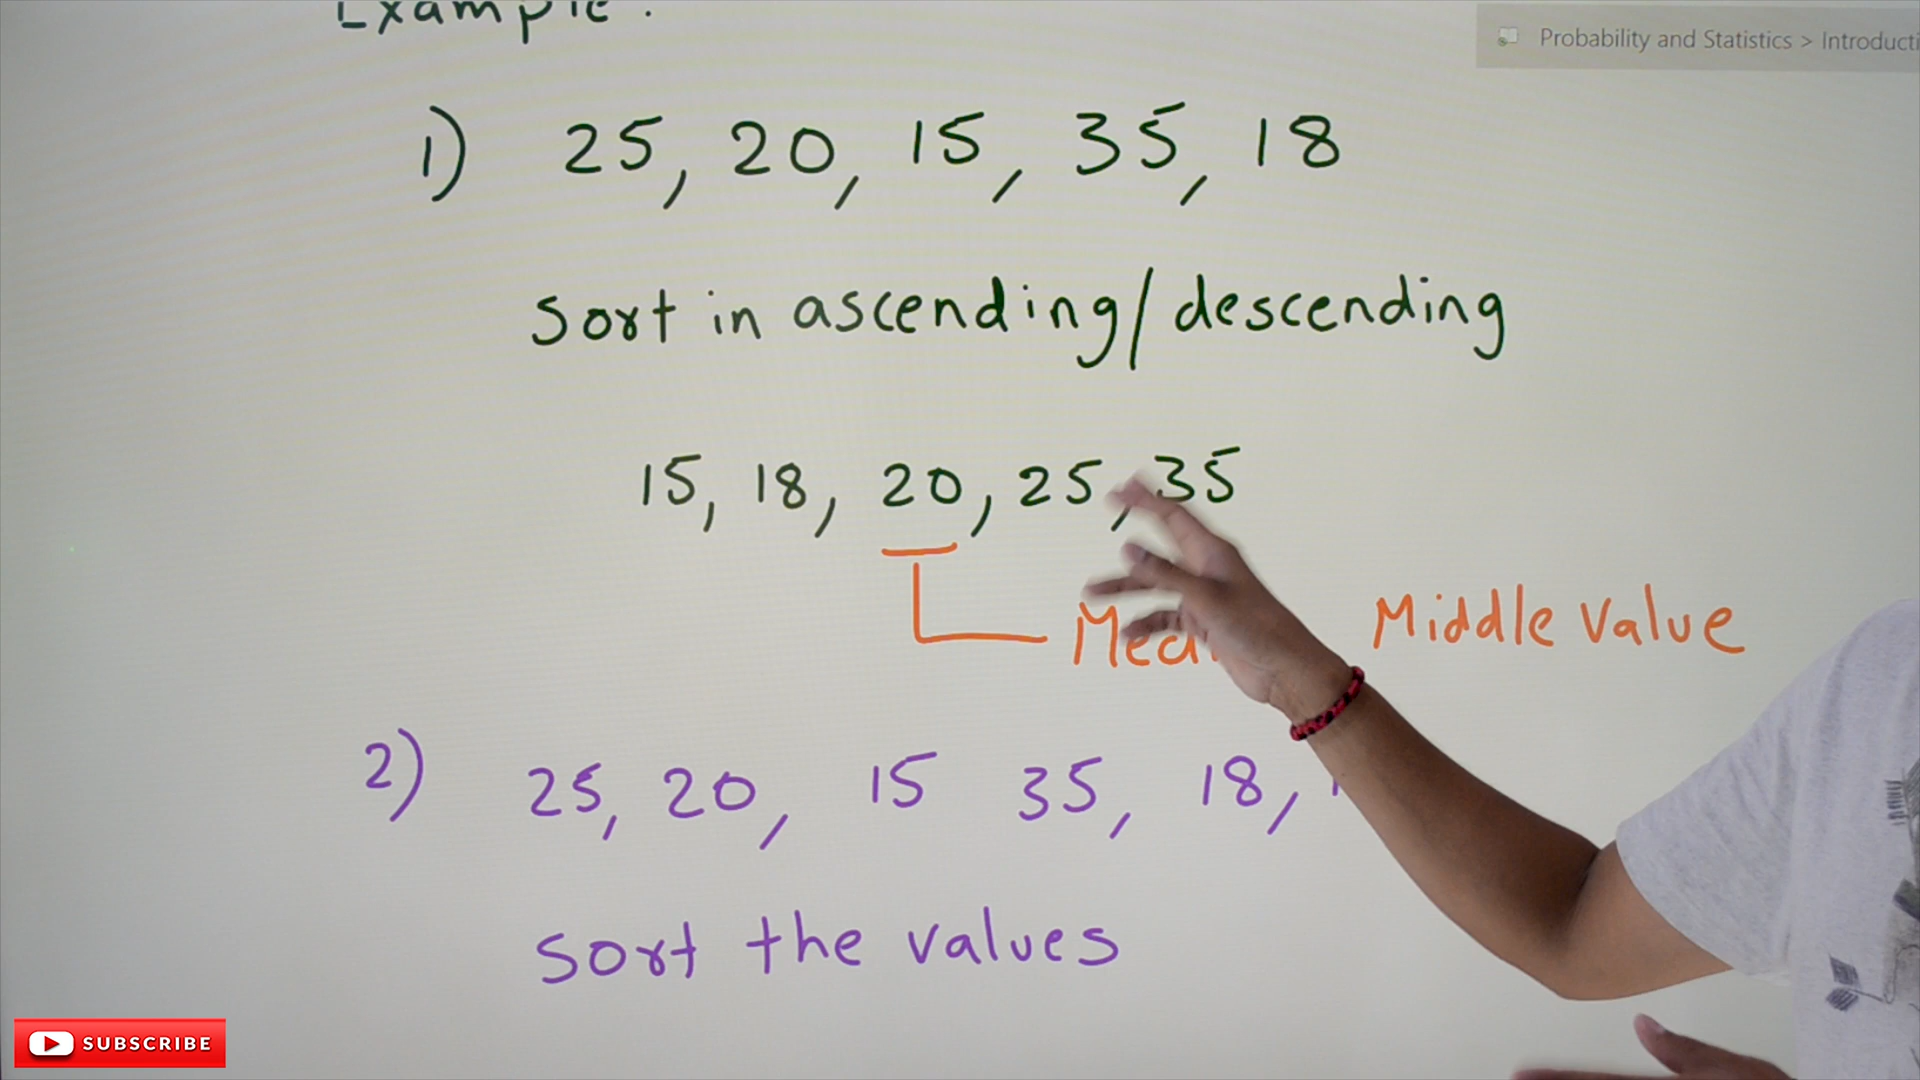 Example:
Probability and Statistics > Introducti
1) 25, 20, 15, 35, 18
Sort in ascending/descending
15, 18, 20, 25, 35
Middle Value
2) 25, 20, 15 35, 18,
Sort the values
SUBSCRIBE